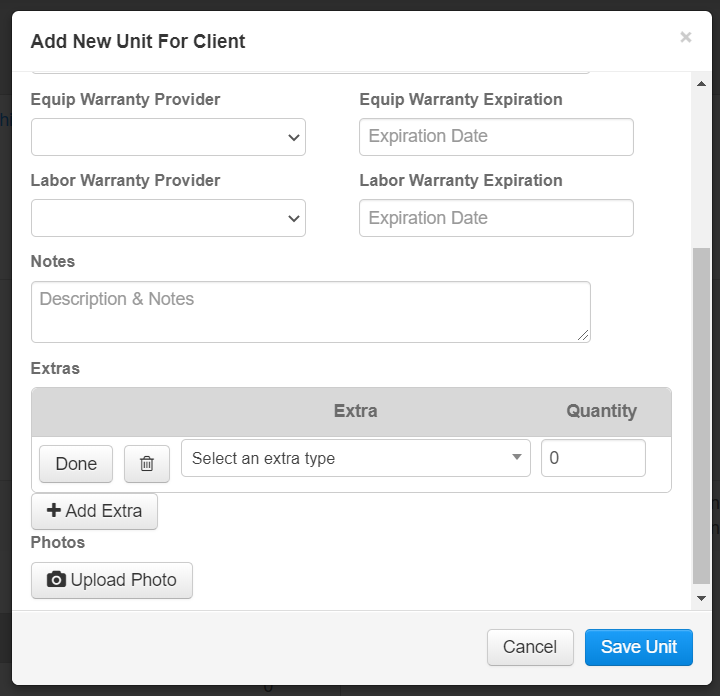 Add New Unit For Client ×
Equip Warranty Provider Equip Warranty Expiration
Expiration Date
Labor Warranty Provider Labor Warranty Expiration
Expiration Date
Notes
Description & Notes
Extras
Extra Quantity
Done Select an extra type 0
Add Extra
Photos
Upload Photo
Cancel Save Unit